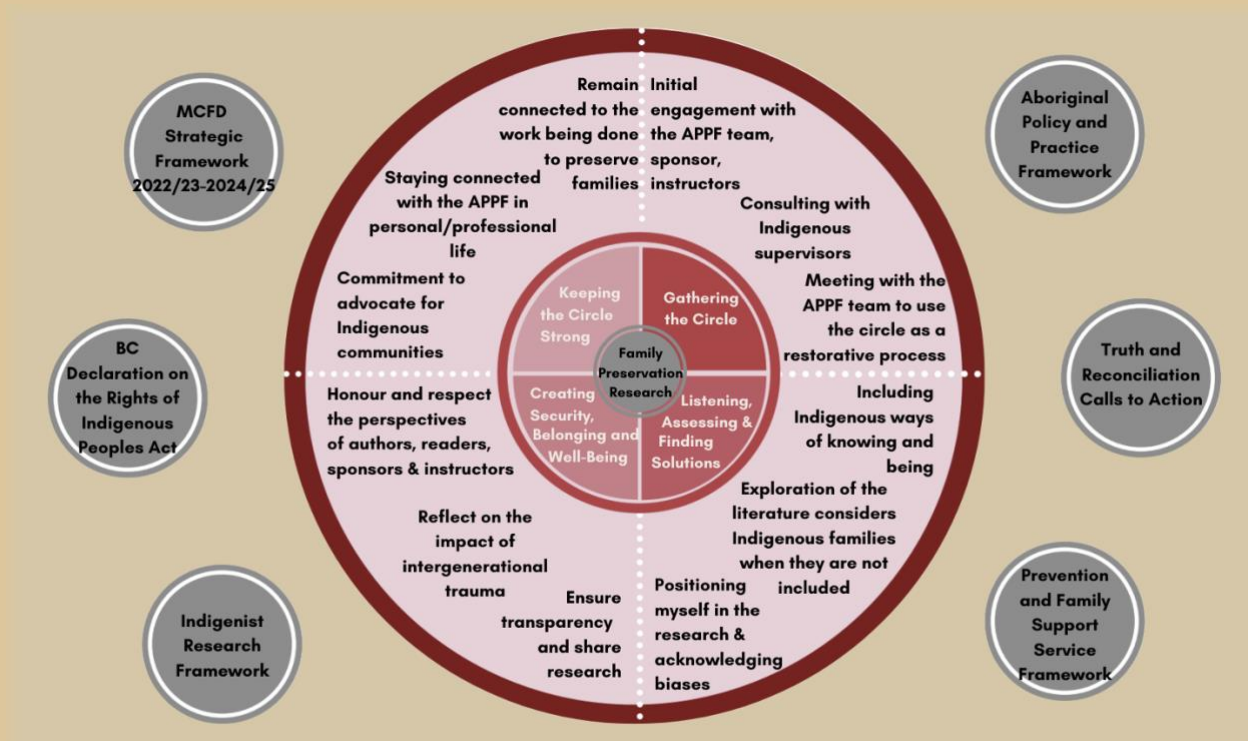 MCFD
Strategic
Framework
2022/23-2024/25
BC
Declaration on
the Rights of
Indigenous
Peoples Act
Indigenist
Research
Framework
Remain
connected to the
work being done
to preserve
families
Staying connected
with the APPF in
personal/professional
life
Commitment to
advocate for
Indigenous
communities
Initial
engagement with
the APPF team,
sponsor,
instructors
Consulting with
Indigenous
supervisors
Meeting with the
APPF team to use
the circle as a
restorative process
Keeping
the Circle
Strong
Gathering
the Circle
Family
Preservation
Research
Creating
Security,
Belonging and
Well-Being
Listening,
Assessing &
Finding
Solutions
Honour and respect
the perspectives
of authors, readers,
sponsors & instructors
Reflect on the
impact of
intergenerational
trauma
Ensure
transparency
and share
research
Including
Indigenous ways
of knowing and
being
Exploration of the
literature considers
Indigenous families
when they are not
included
Positioning
myself in the
research &
acknowledging
biases
Aboriginal
Policy and
Practice
Framework
Truth and
Reconciliation
Calls to Action
Prevention
and Family
Support
Service
Framework